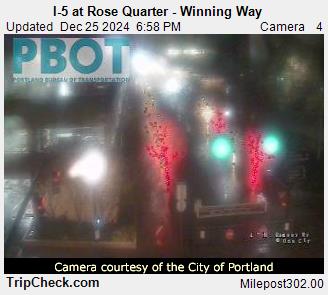 I-5 at Rose Quarter - Winning Way
Updated Dec 25 2024 6:58 PM Camera 4
PBOT
PORTLAND BUREAU OF TRANSPORTATION
Camera courtesy of the City of Portland
TripCheck.com Milepost302.00